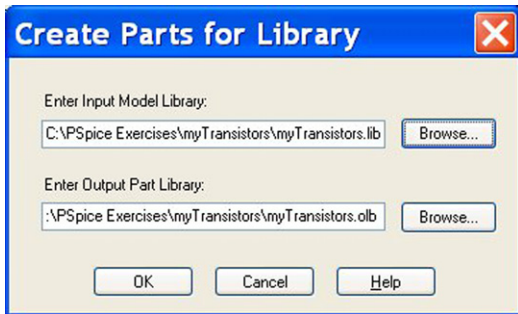 Create Parts for Library
Enter Input Model Library:
C:\PSpice Exercises\myTransistors\myTransistors.lib
Browse...
Enter Output Part Library:
:\PSpice Exercises\myTransistors\myTransistors.olb
Browse...
OK
Cancel
Help